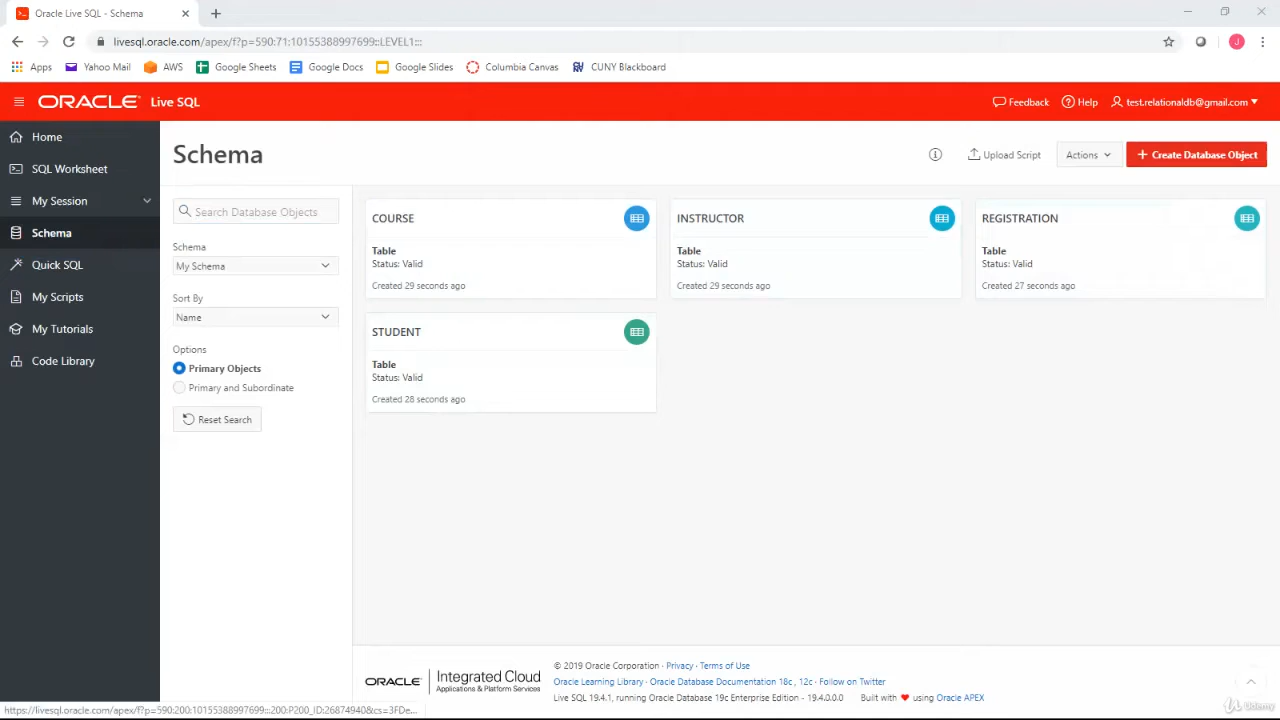 Oracle Live SQL - Schema
livesql.oracle.com/apex/f?p=590:71:10155388997699::LEVEL1:::
J
Apps
Yahoo Mail
AWS
Google Sheets
Google Docs
Google Slides
Columbia Canvas
CUNY Blackboard
ORACLE Live SQL
Feedback
Help
test.relationaldb@gmail.com
Home
SQL Worksheet
My Session
Schema
Quick SQL
My Scripts
My Tutorials
Code Library
Schema
Upload Script
Actions
Create Database Object
Search Database Objects
Schema
My Schema
Sort By
Name
Options
Primary Objects
Primary and Subordinate
Reset Search
COURSE
Table
Status: Valid
Created 29 seconds ago
INSTRUCTOR
Table
Status: Valid
Created 29 seconds ago
REGISTRATION
Table
Status: Valid
Created 27 seconds ago
STUDENT
Table
Status: Valid
Created 28 seconds ago
ORACLE
Integrated Cloud
Applications & Platform Services
© 2019 Oracle Corporation · Privacy · Terms of Use
Oracle Learning Library · Oracle Database Documentation 18c , 12c · Follow on Twitter
Live SQL 19.4.1, running Oracle Database 19c Enterprise Edition - 19.4.0.0.0 Built with ❤ using Oracle APEX
https://livesql.oracle.com/apex/f?p=590:200:10155388997699:::200:P200_ID:26874940&cs=3FDe...
Udemy